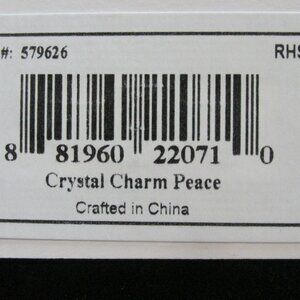 #: 579626 RHS
8 81960 22071 0
Crystal Charm Peace
Crafted in China